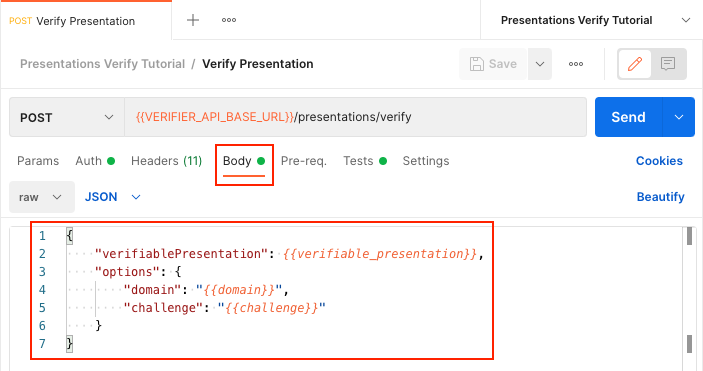 POST Verify Presentation
Presentations Verify Tutorial
Presentations Verify Tutorial / Verify Presentation
Save
POST {{VERIFIER_API_BASE_URL}}/presentations/verify Send
Params Auth Headers (11) Body Pre-req. Tests Settings Cookies
raw JSON Beautify
1 {
2 "verifiablePresentation": {{verifiable_presentation}},
3 "options": {
4 "domain": "{{domain}}",
5 "challenge": "{{challenge}}"
6 }
7 }